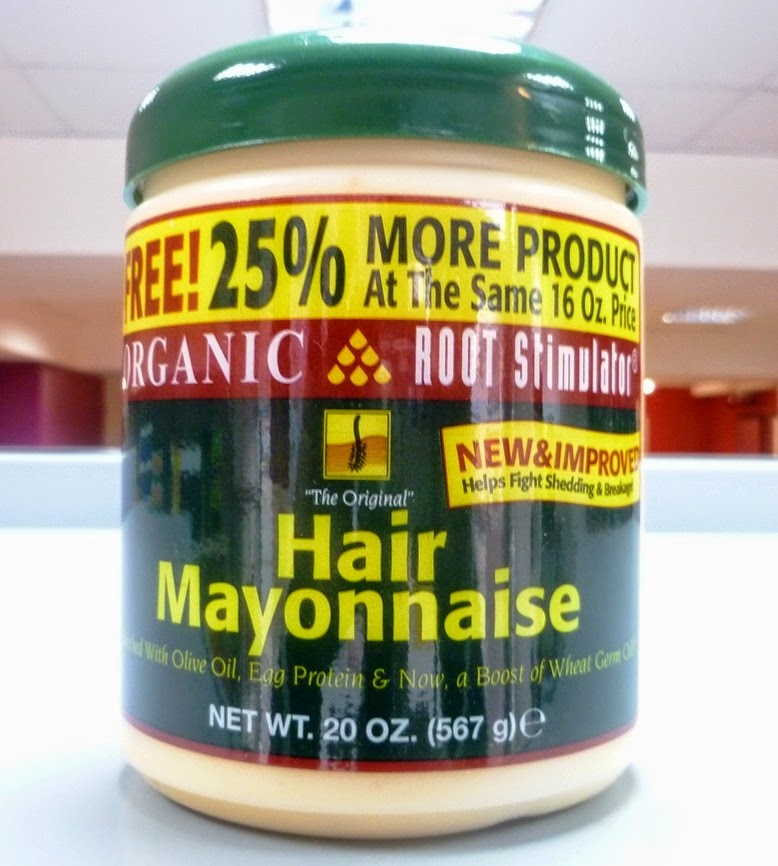 FREE! 25% MORE PRODUCT
At The Same 16 Oz. Price
ORGANIC ROOT Stimulator®
NEW&IMPROVED
Helps Fight Shedding & Breakage!
"The Original"
Hair
Mayonnaise
With Olive Oil, Egg Protein & Now, a Boost of Wheat Germ
NET WT. 20 OZ. (567 g) ℮